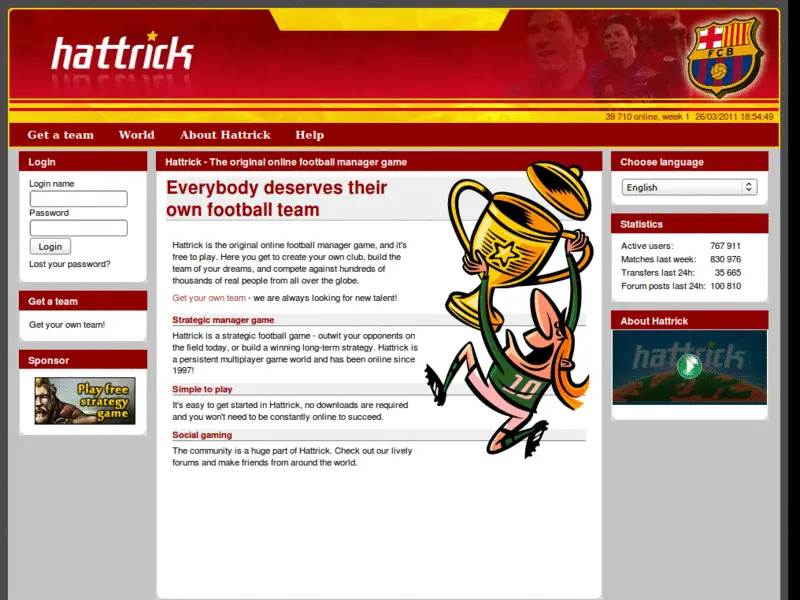 hattrick
FCB
39 710 online, week 1 26/03/2011 18:54:49
Get a team World About Hattrick Help
Login
Login name
Password
Login
Lost your password?
Get a team
Get your own team!
Sponsor
Play free
strategy
game
Hattrick - The original online football manager game
Everybody deserves their
own football team
Hattrick is the original online football manager game, and it's
free to play. Here you get to create your own club, build the
team of your dreams, and compete against hundreds of
thousands of real people from all over the globe.
Get your own team - we are always looking for new talent!
Strategic manager game
Hattrick is a strategic football game - outwit your opponents on
the field today, or build a winning long-term strategy. Hattrick is
a persistent multiplayer game world and has been online since
1997!
Simple to play
It's easy to get started in Hattrick, no downloads are required
and you won't need to be constantly online to succeed.
Social gaming
The community is a huge part of Hattrick. Check out our lively
forums and make friends from around the world.
10
Choose language
English
Statistics
Active users: 767 911
Matches last week: 830 976
Transfers last 24h: 35 665
Forum posts last 24h: 100 810
About Hattrick
hattrick